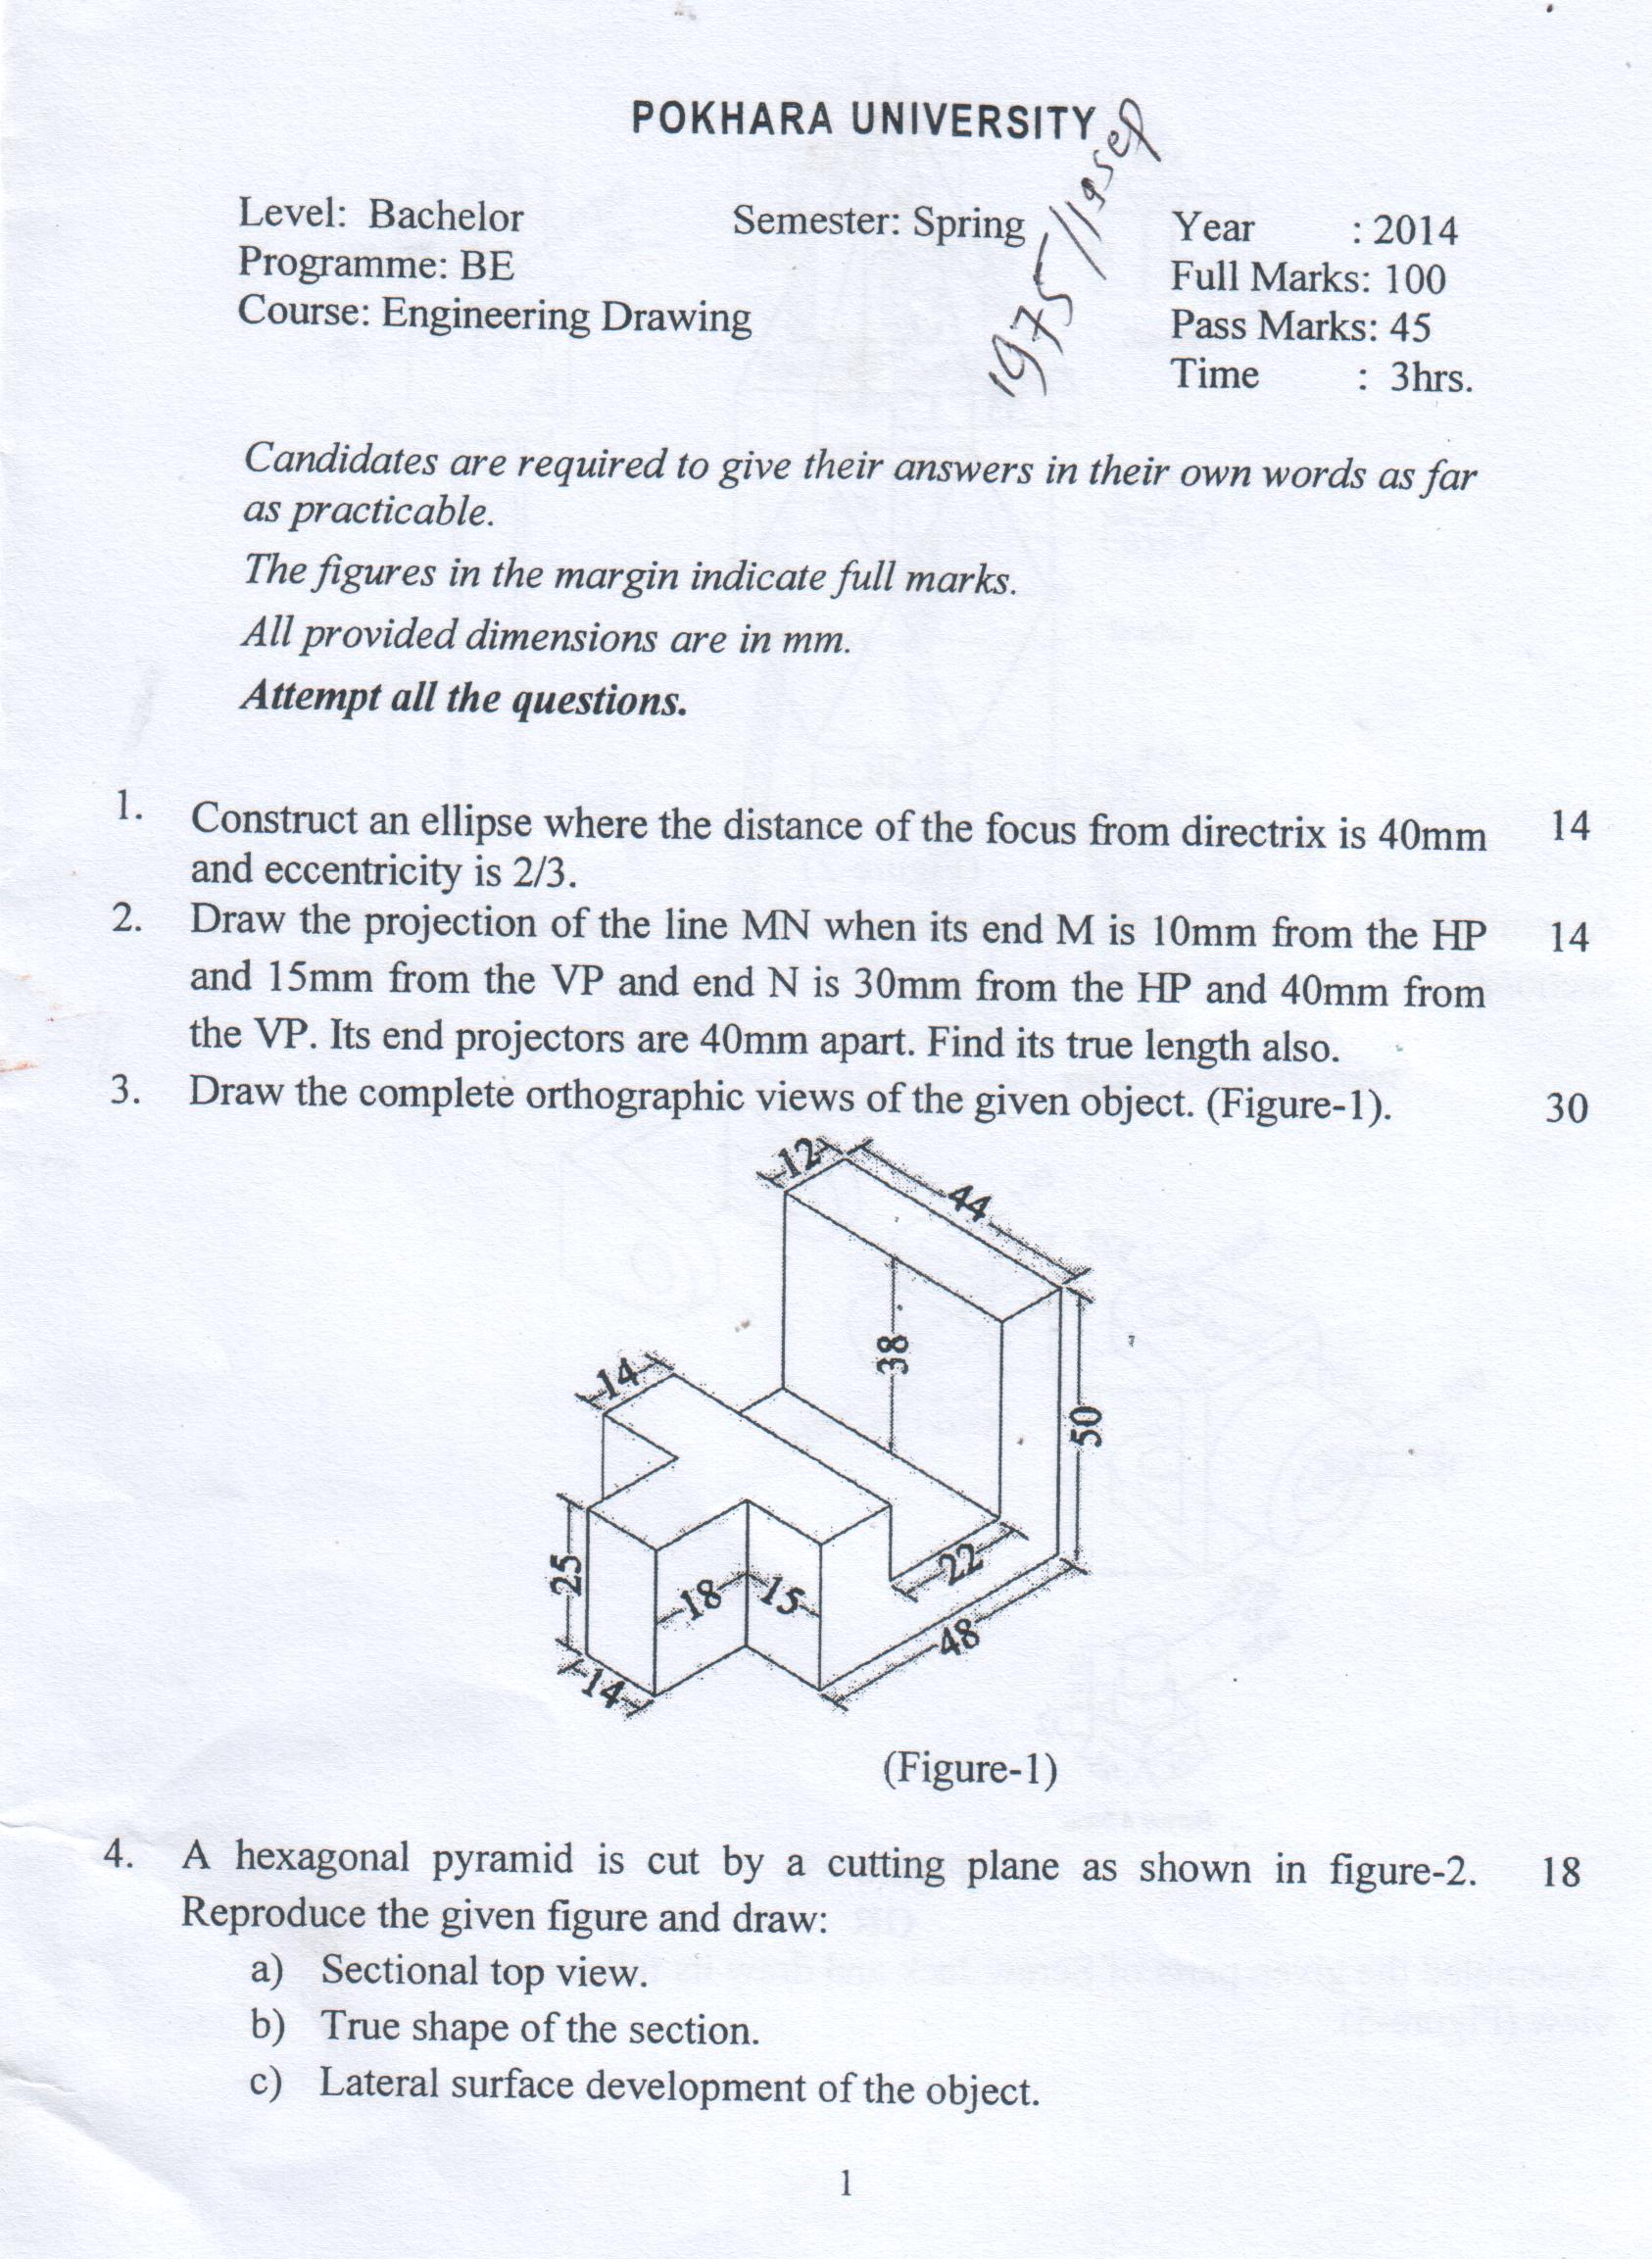 POKHARA UNIVERSITY
1975/19sef
Level: Bachelor Semester: Spring Year : 2014
Programme: BE Full Marks: 100
Course: Engineering Drawing Pass Marks: 45
Time : 3hrs.
Candidates are required to give their answers in their own words as far
as practicable.
The figures in the margin indicate full marks.
All provided dimensions are in mm.
Attempt all the questions.
1. Construct an ellipse where the distance of the focus from directrix is 40mm 14
and eccentricity is 2/3.
2. Draw the projection of the line MN when its end M is 10mm from the HP 14
and 15mm from the VP and end N is 30mm from the HP and 40mm from
the VP. Its end projectors are 40mm apart. Find its true length also.
3. Draw the complete orthographic views of the given object. (Figure-1). 30
12
44
38
14
50
25
18 15
22
48
14
(Figure-1)
4. A hexagonal pyramid is cut by a cutting plane as shown in figure-2. 18
Reproduce the given figure and draw:
a) Sectional top view.
b) True shape of the section.
c) Lateral surface development of the object.
1